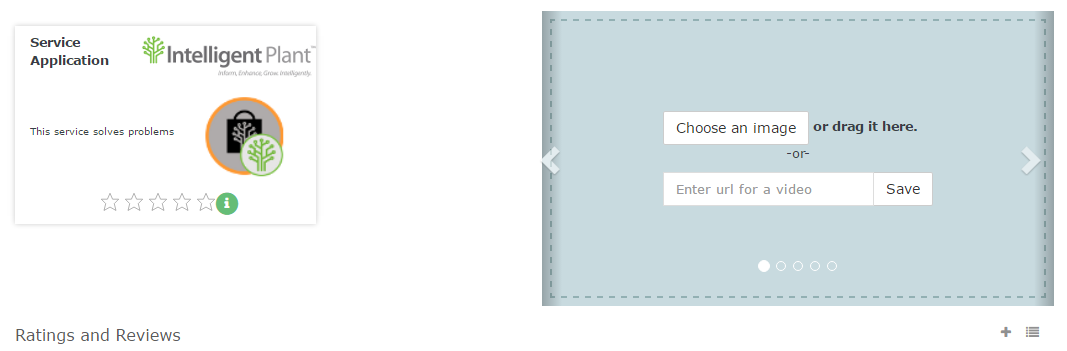 Service
Application
Intelligent Plant™
Inform, Enhance, Grow. Intelligently.
This service solves problems
Choose an image or drag it here.
-or-
Enter url for a video Save
Ratings and Reviews